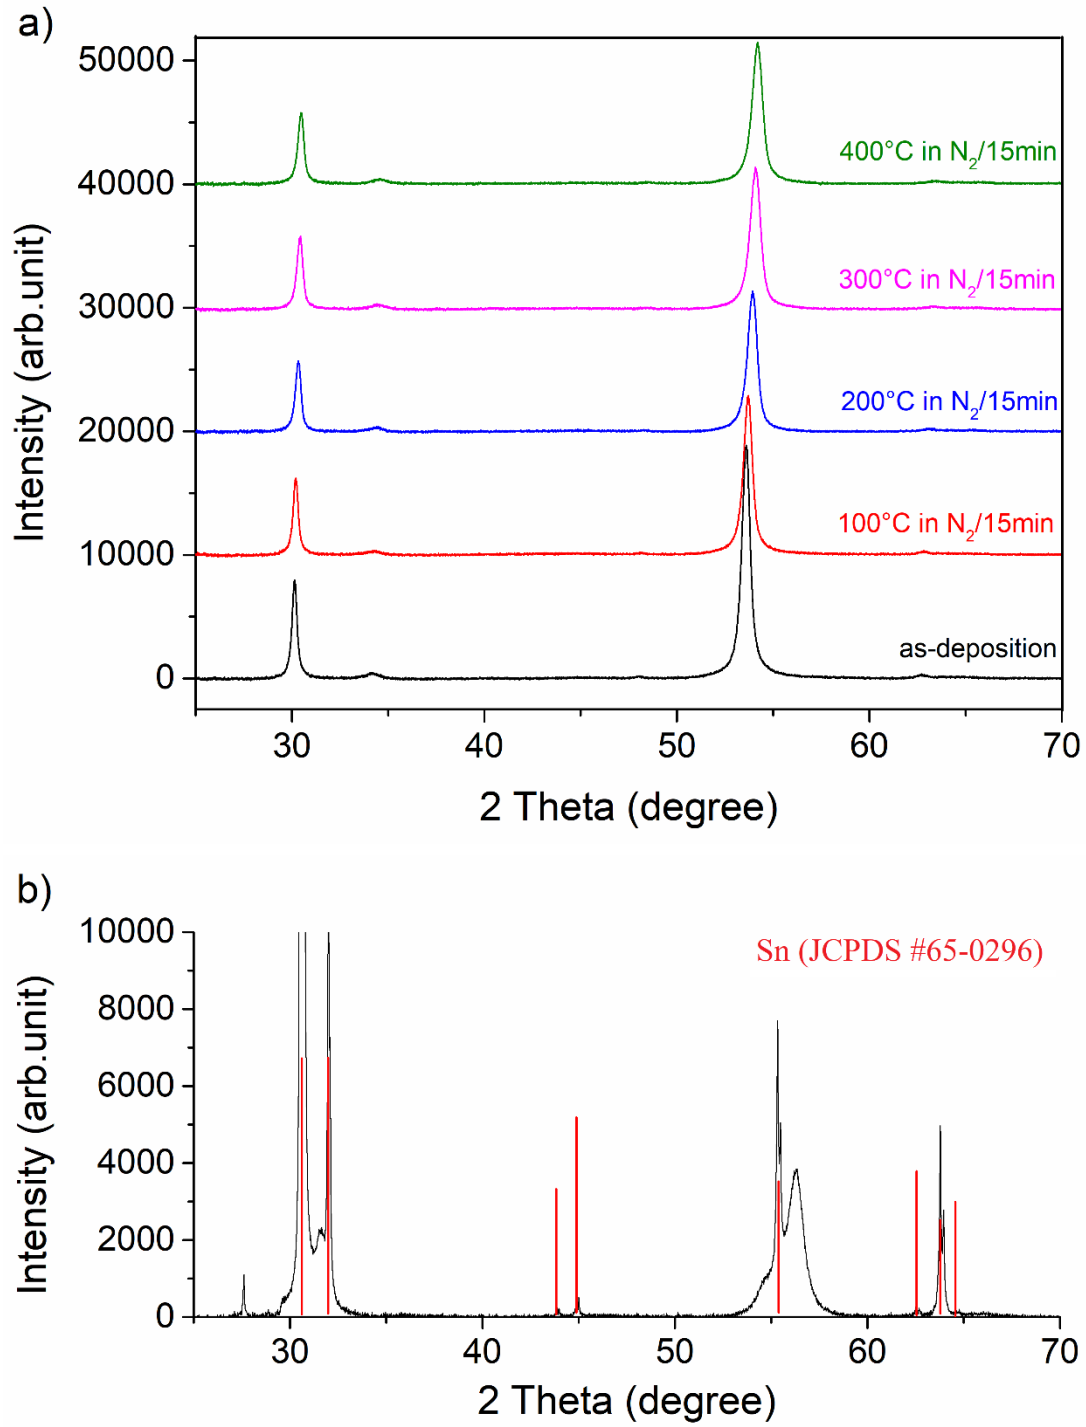 a)
50000
40000
30000
20000
10000
0
Intensity (arb.unit)
400°C in N₂/15min
300°C in N₂/15min
200°C in N₂/15min
100°C in N₂/15min
as-deposition
30 40 50 60 70
2 Theta (degree)
b)
10000
8000
6000
4000
2000
0
Intensity (arb.unit)
Sn (JCPDS #65-0296)
30 40 50 60 70
2 Theta (degree)